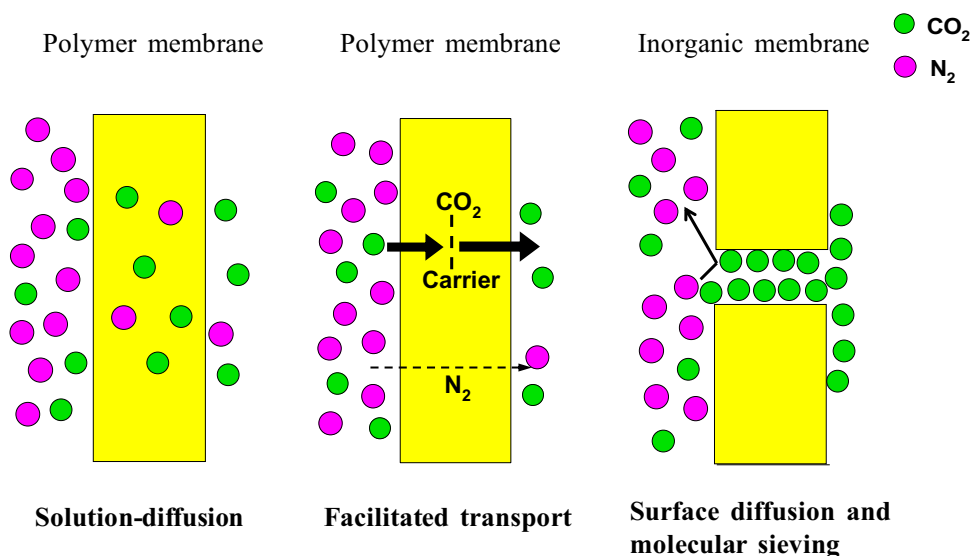 Polymer membrane
Polymer membrane
Inorganic membrane
CO2
N2
CO2
Carrier
N2
Solution-diffusion
Facilitated transport
Surface diffusion and
molecular sieving